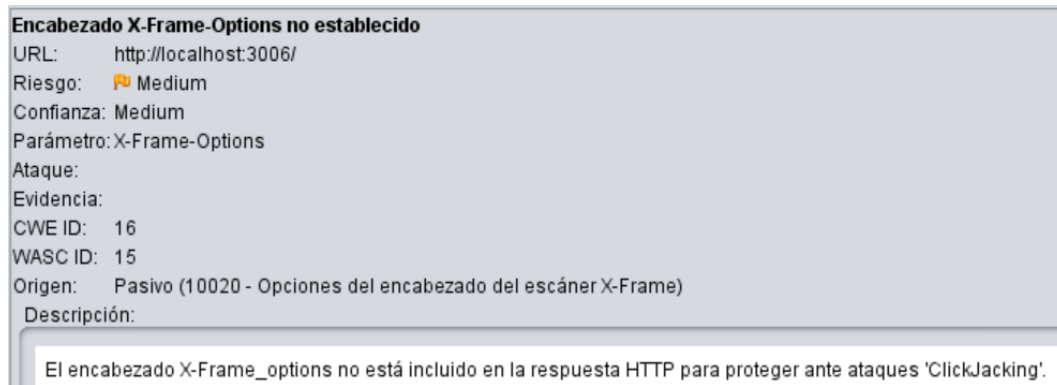 Encabezado X-Frame-Options no establecido
URL: http://localhost:3006/
Riesgo: Medium
Confianza: Medium
Parámetro: X-Frame-Options
Ataque:
Evidencia:
CWE ID: 16
WASC ID: 15
Origen: Pasivo (10020 - Opciones del encabezado del escáner X-Frame)
Descripción:
El encabezado X-Frame_options no está incluido en la respuesta HTTP para proteger ante ataques 'ClickJacking'.